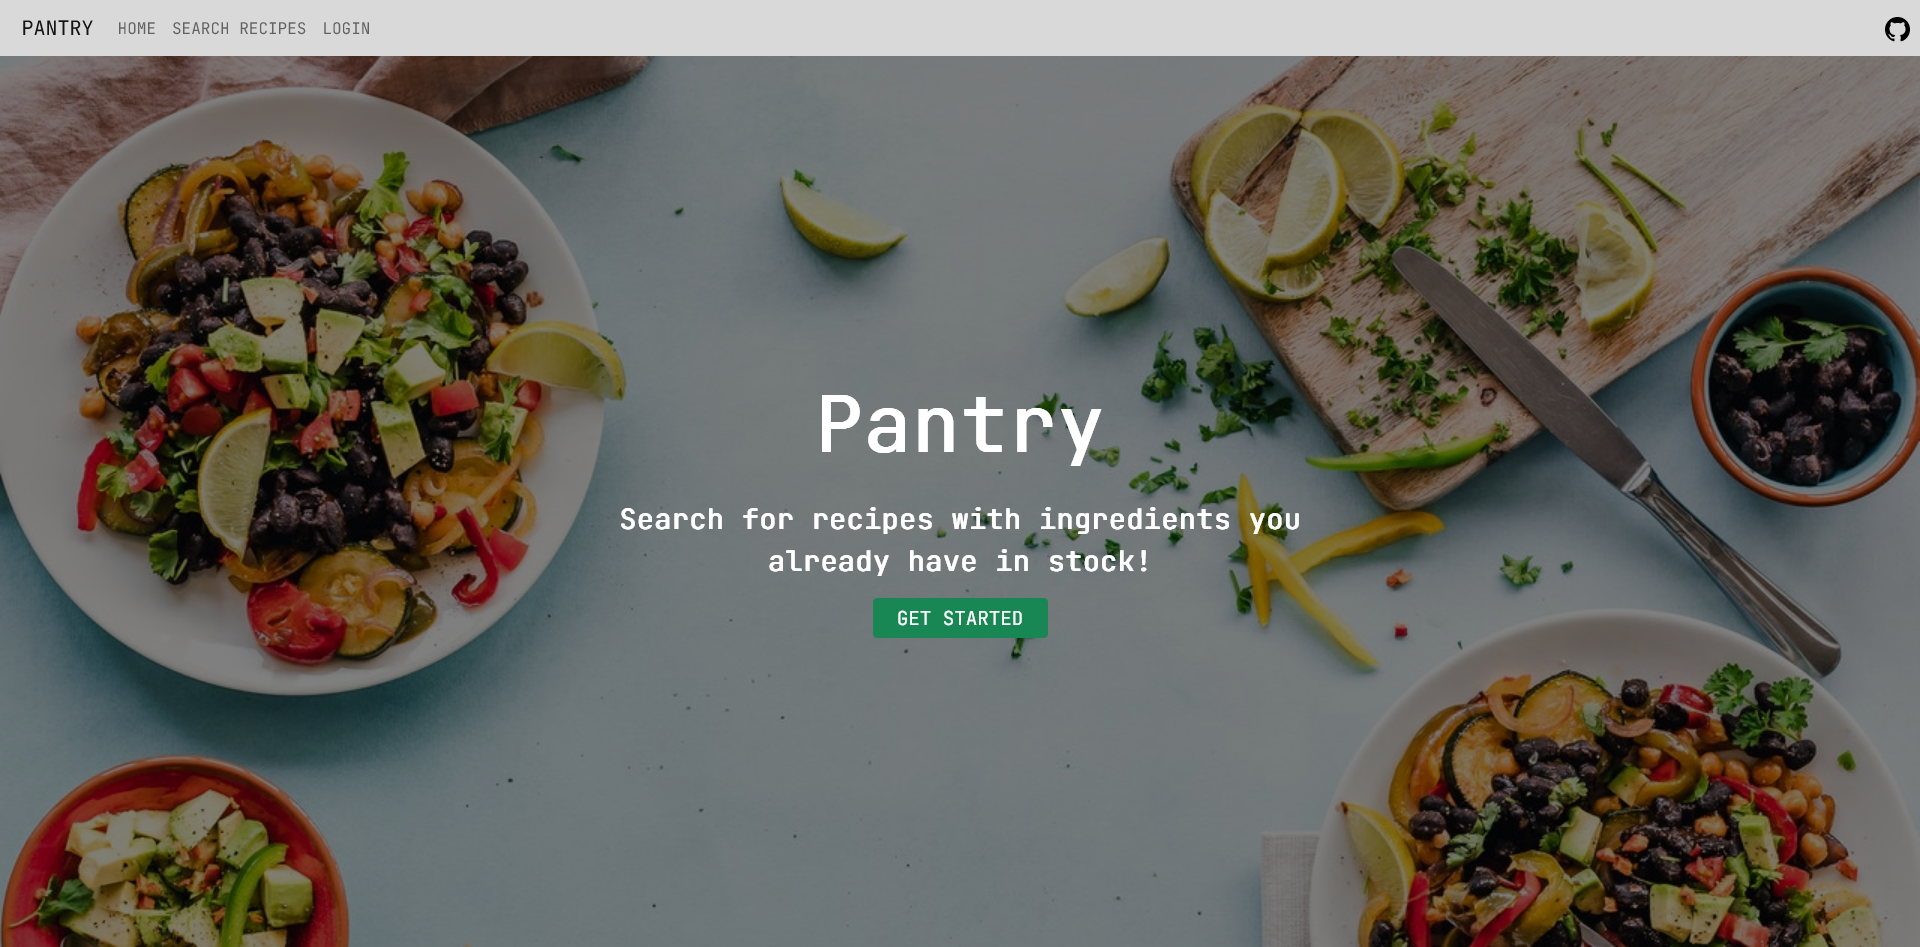 PANTRY HOME SEARCH RECIPES LOGIN
Pantry
Search for recipes with ingredients you
already have in stock!
GET STARTED